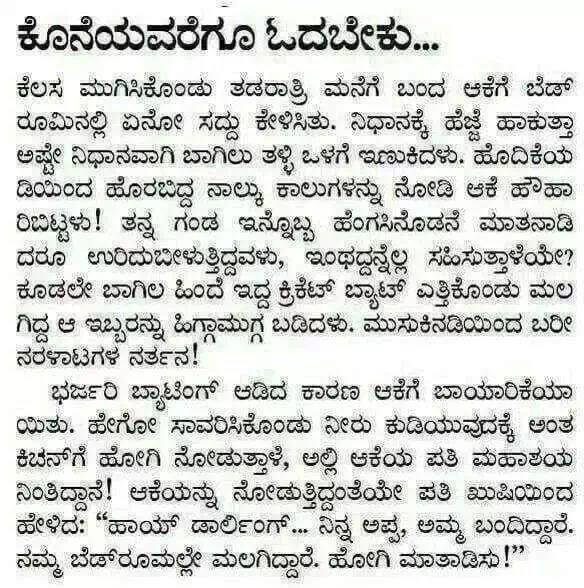 ಕೊನೆಯವರೆಗೂ ಓದಬೇಕು...
ಕೆಲಸ ಮುಗಿಸಿಕೊಂಡು ತಡರಾತ್ರಿ ಮನೆಗೆ ಬಂದ ಆಕೆಗೆ ಬೆಡ್
ರೂಮಿನಲ್ಲಿ ಏನೋ ಸದ್ದು ಕೇಳಿಸಿತು. ನಿಧಾನಕ್ಕೆ ಹೆಜ್ಜೆ ಹಾಕುತ್ತಾ
ಅಷ್ಟೇ ನಿಧಾನವಾಗಿ ಬಾಗಿಲು ತಳ್ಳಿ ಒಳಗೆ ಇಣುಕಿದಳು. ಹೊದಿಕೆಯ
ಡಿಯಿಂದ ಹೊರಬಿದ್ದ ನಾಲ್ಕು ಕಾಲುಗಳನ್ನು ನೋಡಿ ಆಕೆ ಹೌಹಾ
ರಿಬಿಟ್ಟಳು! ತನ್ನ ಗಂಡ ಇನ್ನೊಬ್ಬ ಹೆಂಗಸಿನೊಡನೆ ಮಾತನಾಡಿ
ದರೂ ಉರಿದುಬೀಳುತ್ತಿದ್ದವಳು, ಇಂಥದ್ದನ್ನೆಲ್ಲ ಸಹಿಸುತ್ತಾಳೆಯೇ?
ಕೂಡಲೇ ಬಾಗಿಲ ಹಿಂದೆ ಇದ್ದ ಕ್ರಿಕೆಟ್ ಬ್ಯಾಟ್ ಎತ್ತಿಕೊಂಡು ಮಲ
ಗಿದ್ದ ಆ ಇಬ್ಬರನ್ನು ಹಿಗ್ಗಾಮುಗ್ಗ ಬಡಿದಳು. ಮುಸುಕಿನಡಿಯಿಂದ ಬರೀ
ನರಳಾಟಗಳ ನರ್ತನ!
ಭರ್ಜರಿ ಬ್ಯಾಟಿಂಗ್ ಆಡಿದ ಕಾರಣ ಆಕೆಗೆ ಬಾಯಾರಿಕೆಯಾ
ಯಿತು. ಹೇಗೋ ಸಾವರಿಸಿಕೊಂಡು ನೀರು ಕುಡಿಯುವುದಕ್ಕೆ ಅಂತ
ಕಿಚನ್‌ಗೆ ಹೋಗಿ ನೋಡುತ್ತಾಳೆ, ಅಲ್ಲಿ ಆಕೆಯ ಪತಿ ಮಹಾಶಯ
ನಿಂತಿದ್ದಾನೆ! ಆಕೆಯನ್ನು ನೋಡುತ್ತಿದ್ದಂತೆಯೇ ಪತಿ ಖುಷಿಯಿಂದ
ಹೇಳಿದ: “ಹಾಯ್ ಡಾರ್ಲಿಂಗ್... ನಿನ್ನ ಅಪ್ಪ, ಅಮ್ಮ ಬಂದಿದ್ದಾರೆ.
ನಮ್ಮ ಬೆಡ್‌ರೂಮಲ್ಲೇ ಮಲಗಿದ್ದಾರೆ. ಹೋಗಿ ಮಾತಾಡಿಸು!”